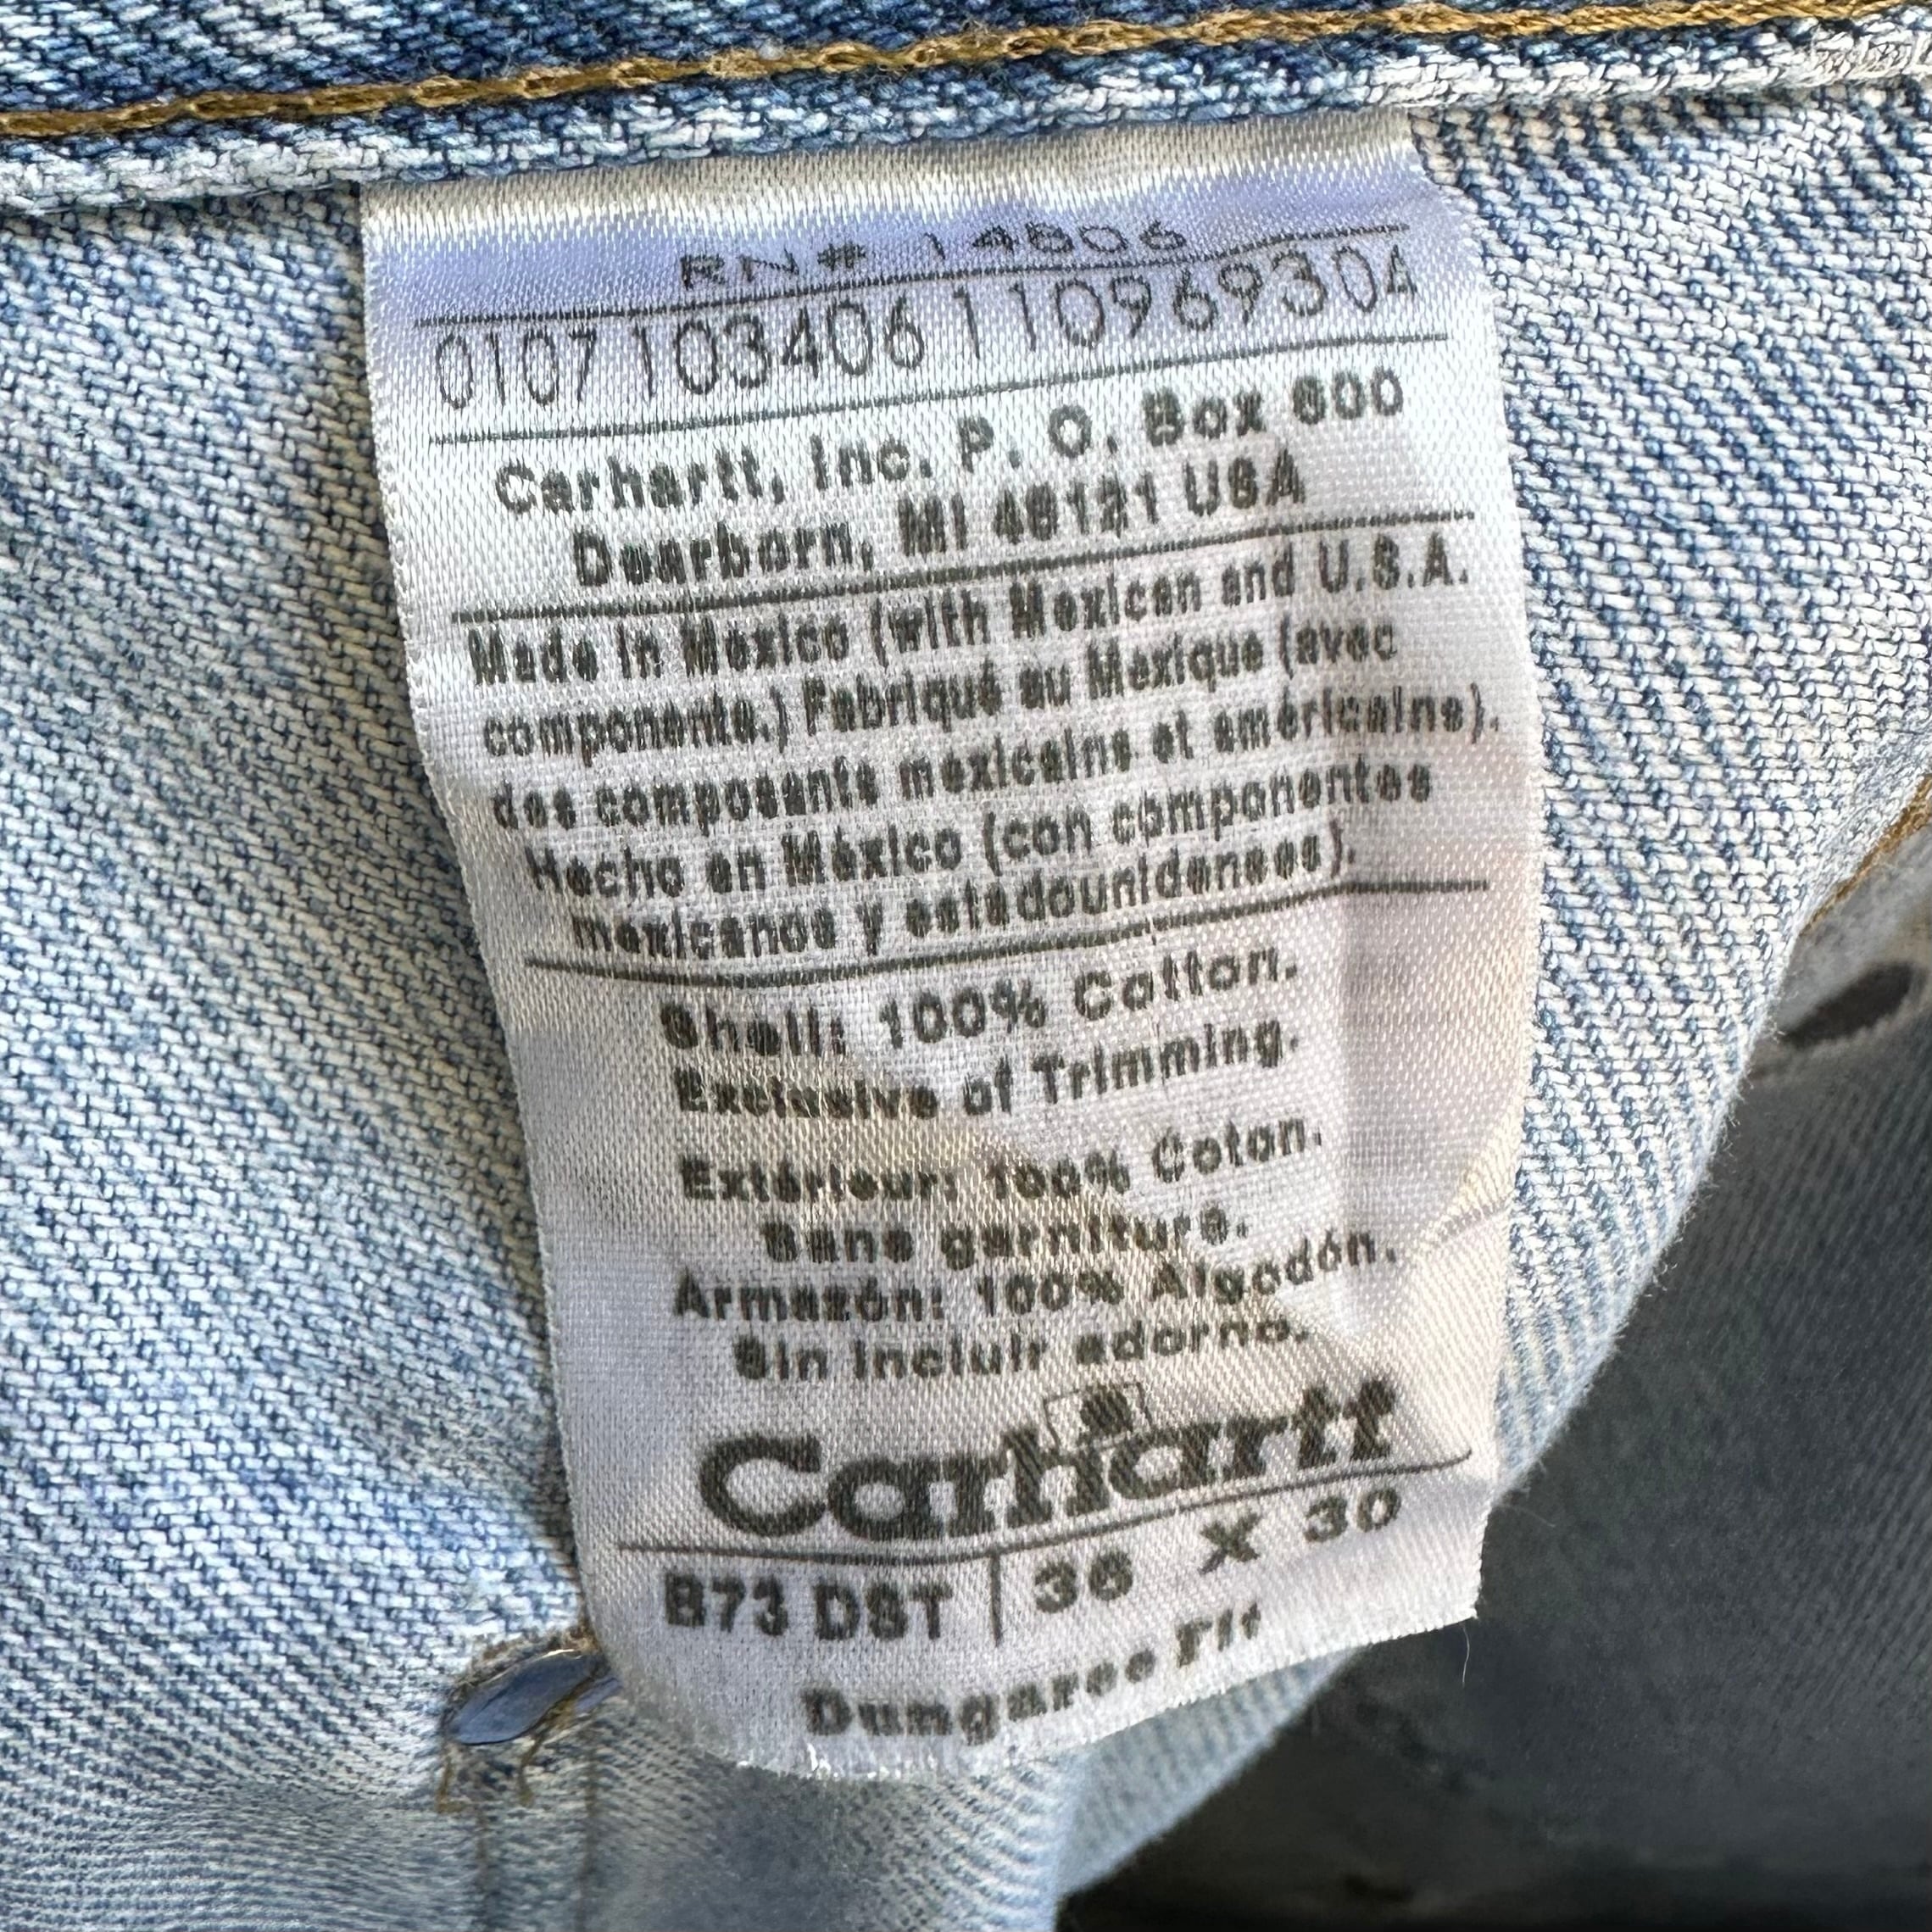 RN# 14806
0107 103406 110969304
Carhartt, Inc. P. O. Box 600
Dearborn, MI 48121 USA
Made in Mexico (with Mexican and U.S.A.
components.) Fabriqué au Mexique (avec
des composants mexicains et américains).
Hecho en México (con componentes
mexicanos y estadounidenses).
Shell: 100% Cotton.
Exclusive of Trimming.
Extérieur: 100% Coton.
Sans garniture.
Armazón: 100% Algodón.
Sin incluir adorno.
Carhartt
B73 DST | 36 X 30
Dungaree Fit